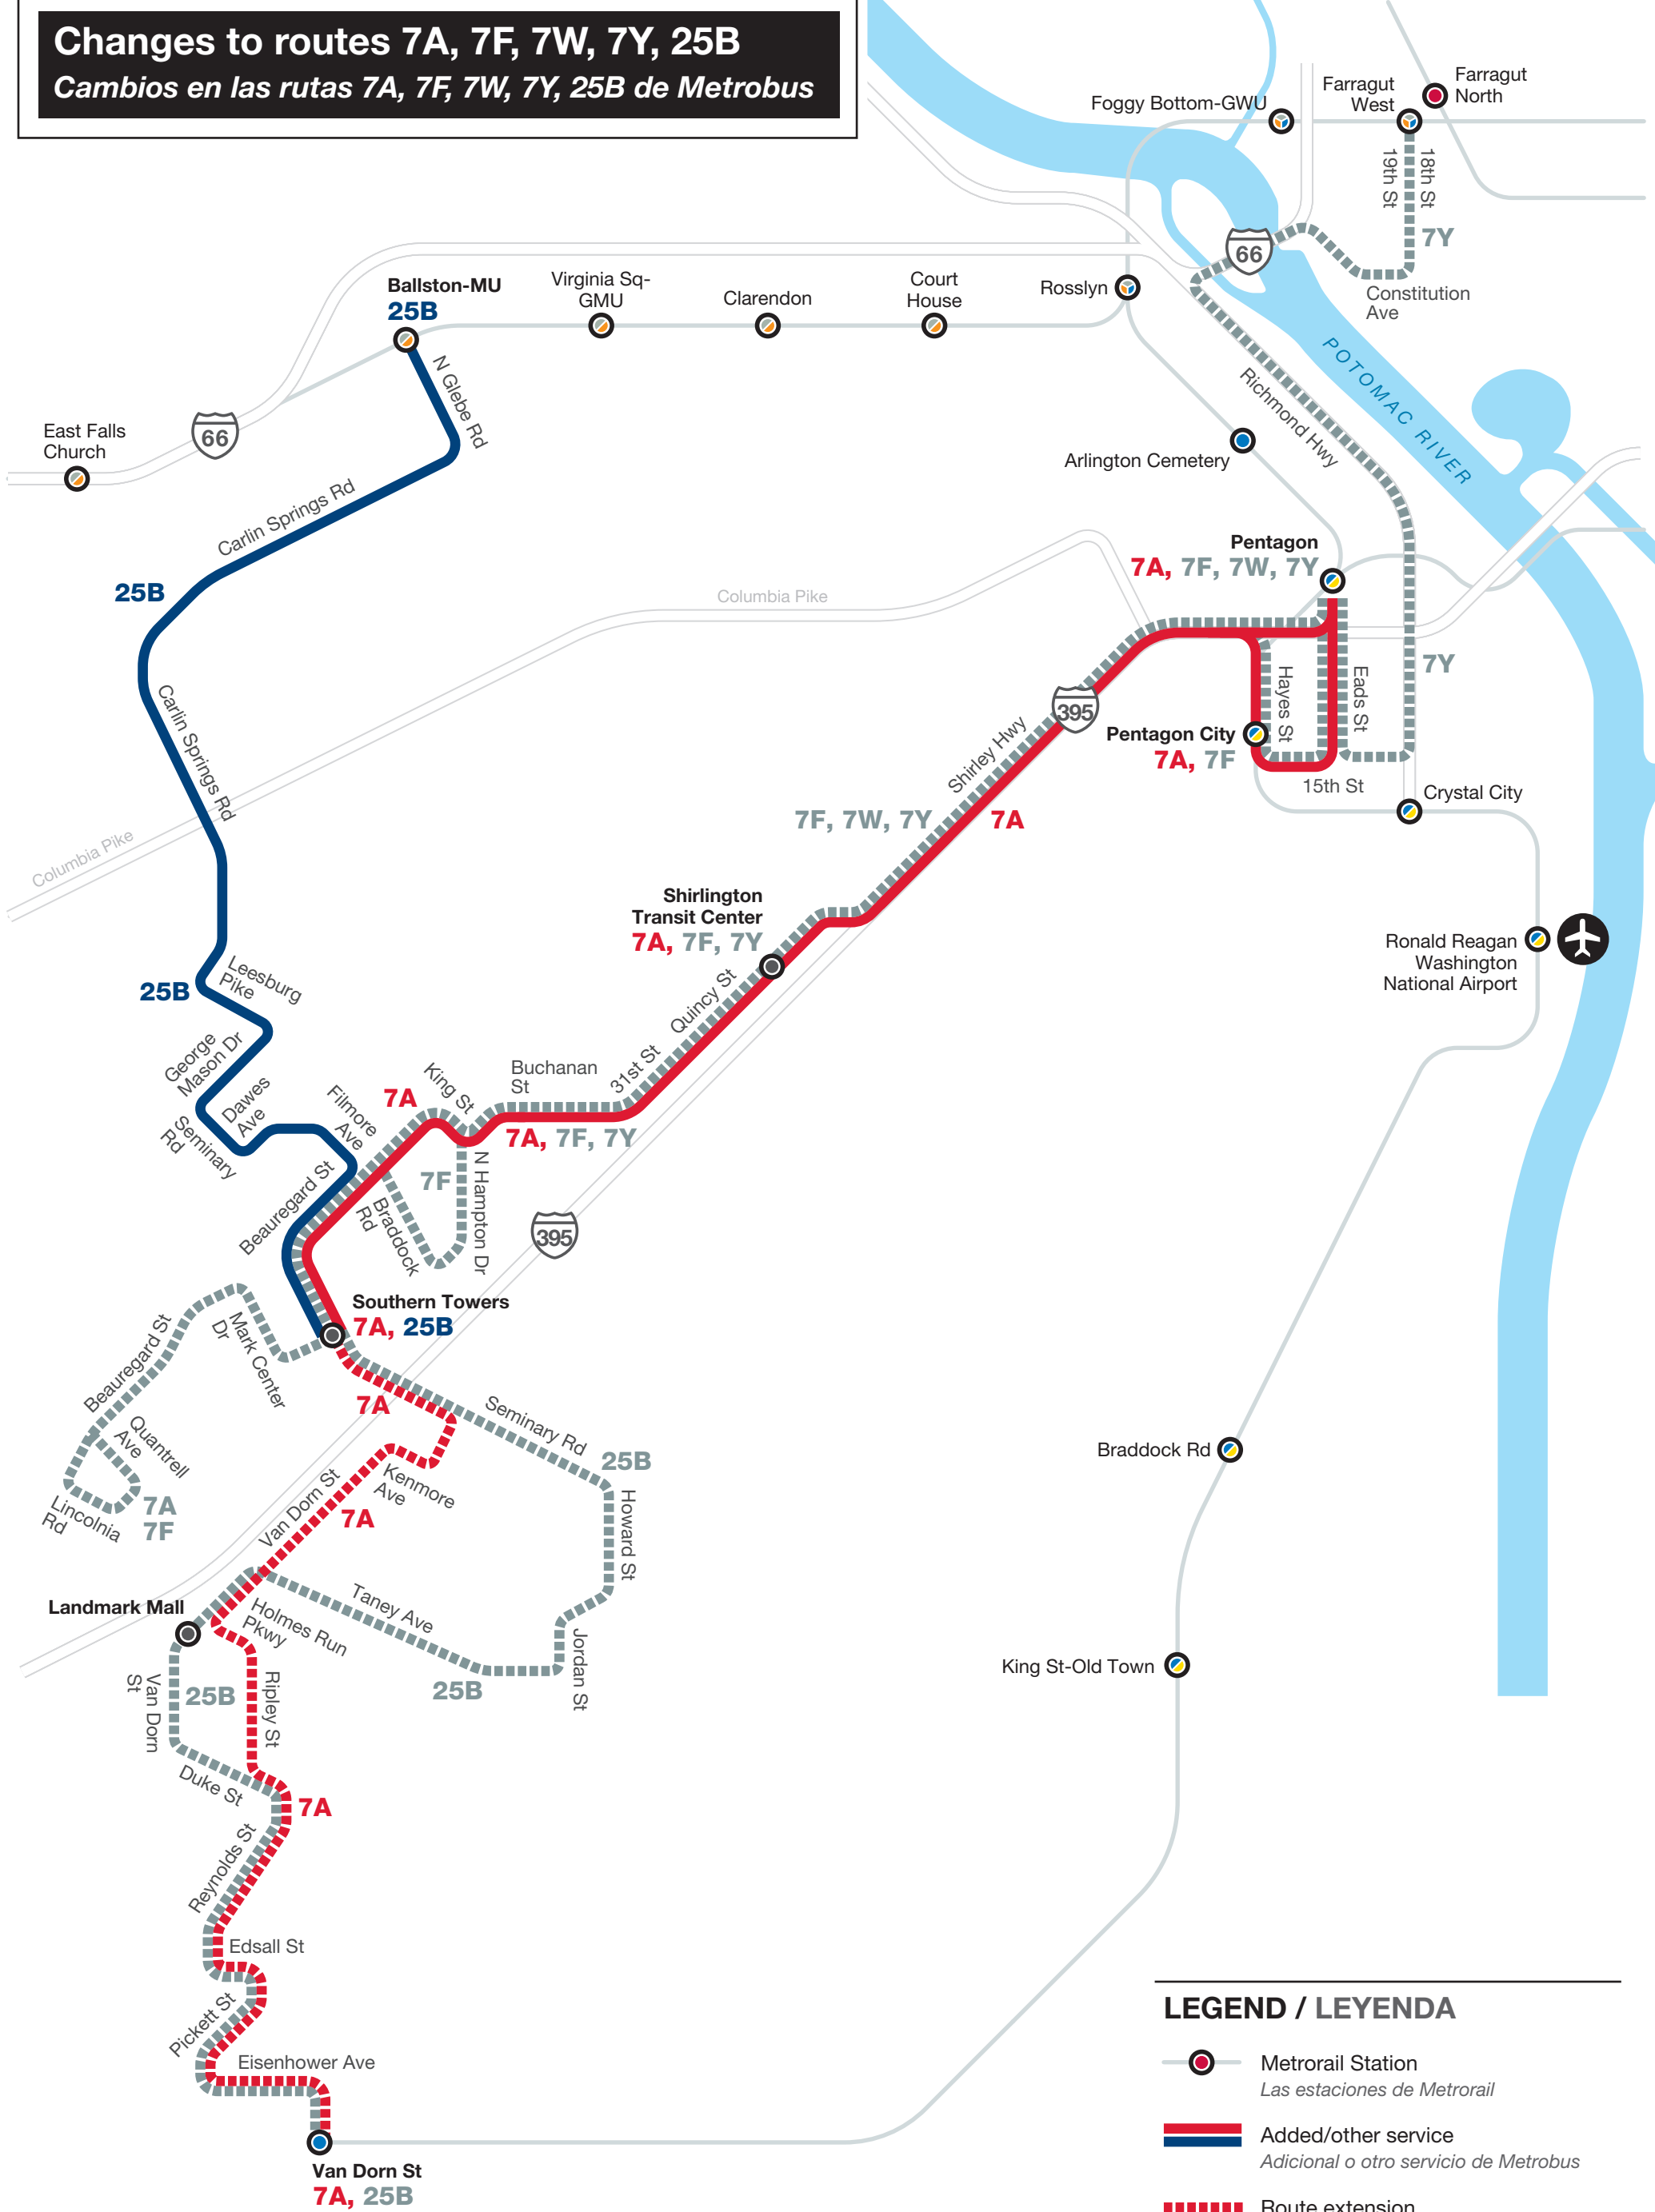 Changes to routes 7A, 7F, 7W, 7Y, 25B
Cambios en las rutas 7A, 7F, 7W, 7Y, 25B de Metrobus
Foggy Bottom-GWU
Farragut
West
Farragut
North
19th St
18th St
7Y
66
Constitution
Ave
Ballston-MU
25B
Virginia Sq-
GMU
Clarendon
Court
House
Rosslyn
N Glebe Rd
Richmond Hwy
POTOMAC RIVER
East Falls
Church
66
Arlington Cemetery
Carlin Springs Rd
25B
Columbia Pike
Pentagon
7A, 7F, 7W, 7Y
7Y
Hayes St
Eads St
Carlin Springs Rd
395
Pentagon City
7A, 7F
15th St
Crystal City
Shirley Hwy
7F, 7W, 7Y
7A
Columbia Pike
Shirlington
Transit Center
7A, 7F, 7Y
Ronald Reagan
Washington
National Airport
Leesburg
Pike
25B
Quincy St
George
Mason Dr
Dawes
Ave
Seminary
Rd
Filmore
Ave
7A
King St
Buchanan
St
31st St
7A, 7F, 7Y
7F
N Hampton Dr
Beauregard St
Braddock
Rd
395
Southern Towers
7A, 25B
Mark Center
Dr
Beauregard St
7A
Seminary Rd
25B
Quantrell
Ave
Lincolnia
Rd
7A
7F
Kenmore
Ave
Van Dorn St
7A
Howard St
Braddock Rd
Landmark Mall
Holmes Run
Pkwy
Taney Ave
Jordan St
25B
King St-Old Town
Van Dorn
St
25B
Ripley St
Duke St
7A
Reynolds St
Edsall St
Pickett St
Eisenhower Ave
Van Dorn St
7A, 25B
LEGEND / LEYENDA
Metrorail Station
Las estaciones de Metrorail
Added/other service
Adicional o otro servicio de Metrobus
Route extension